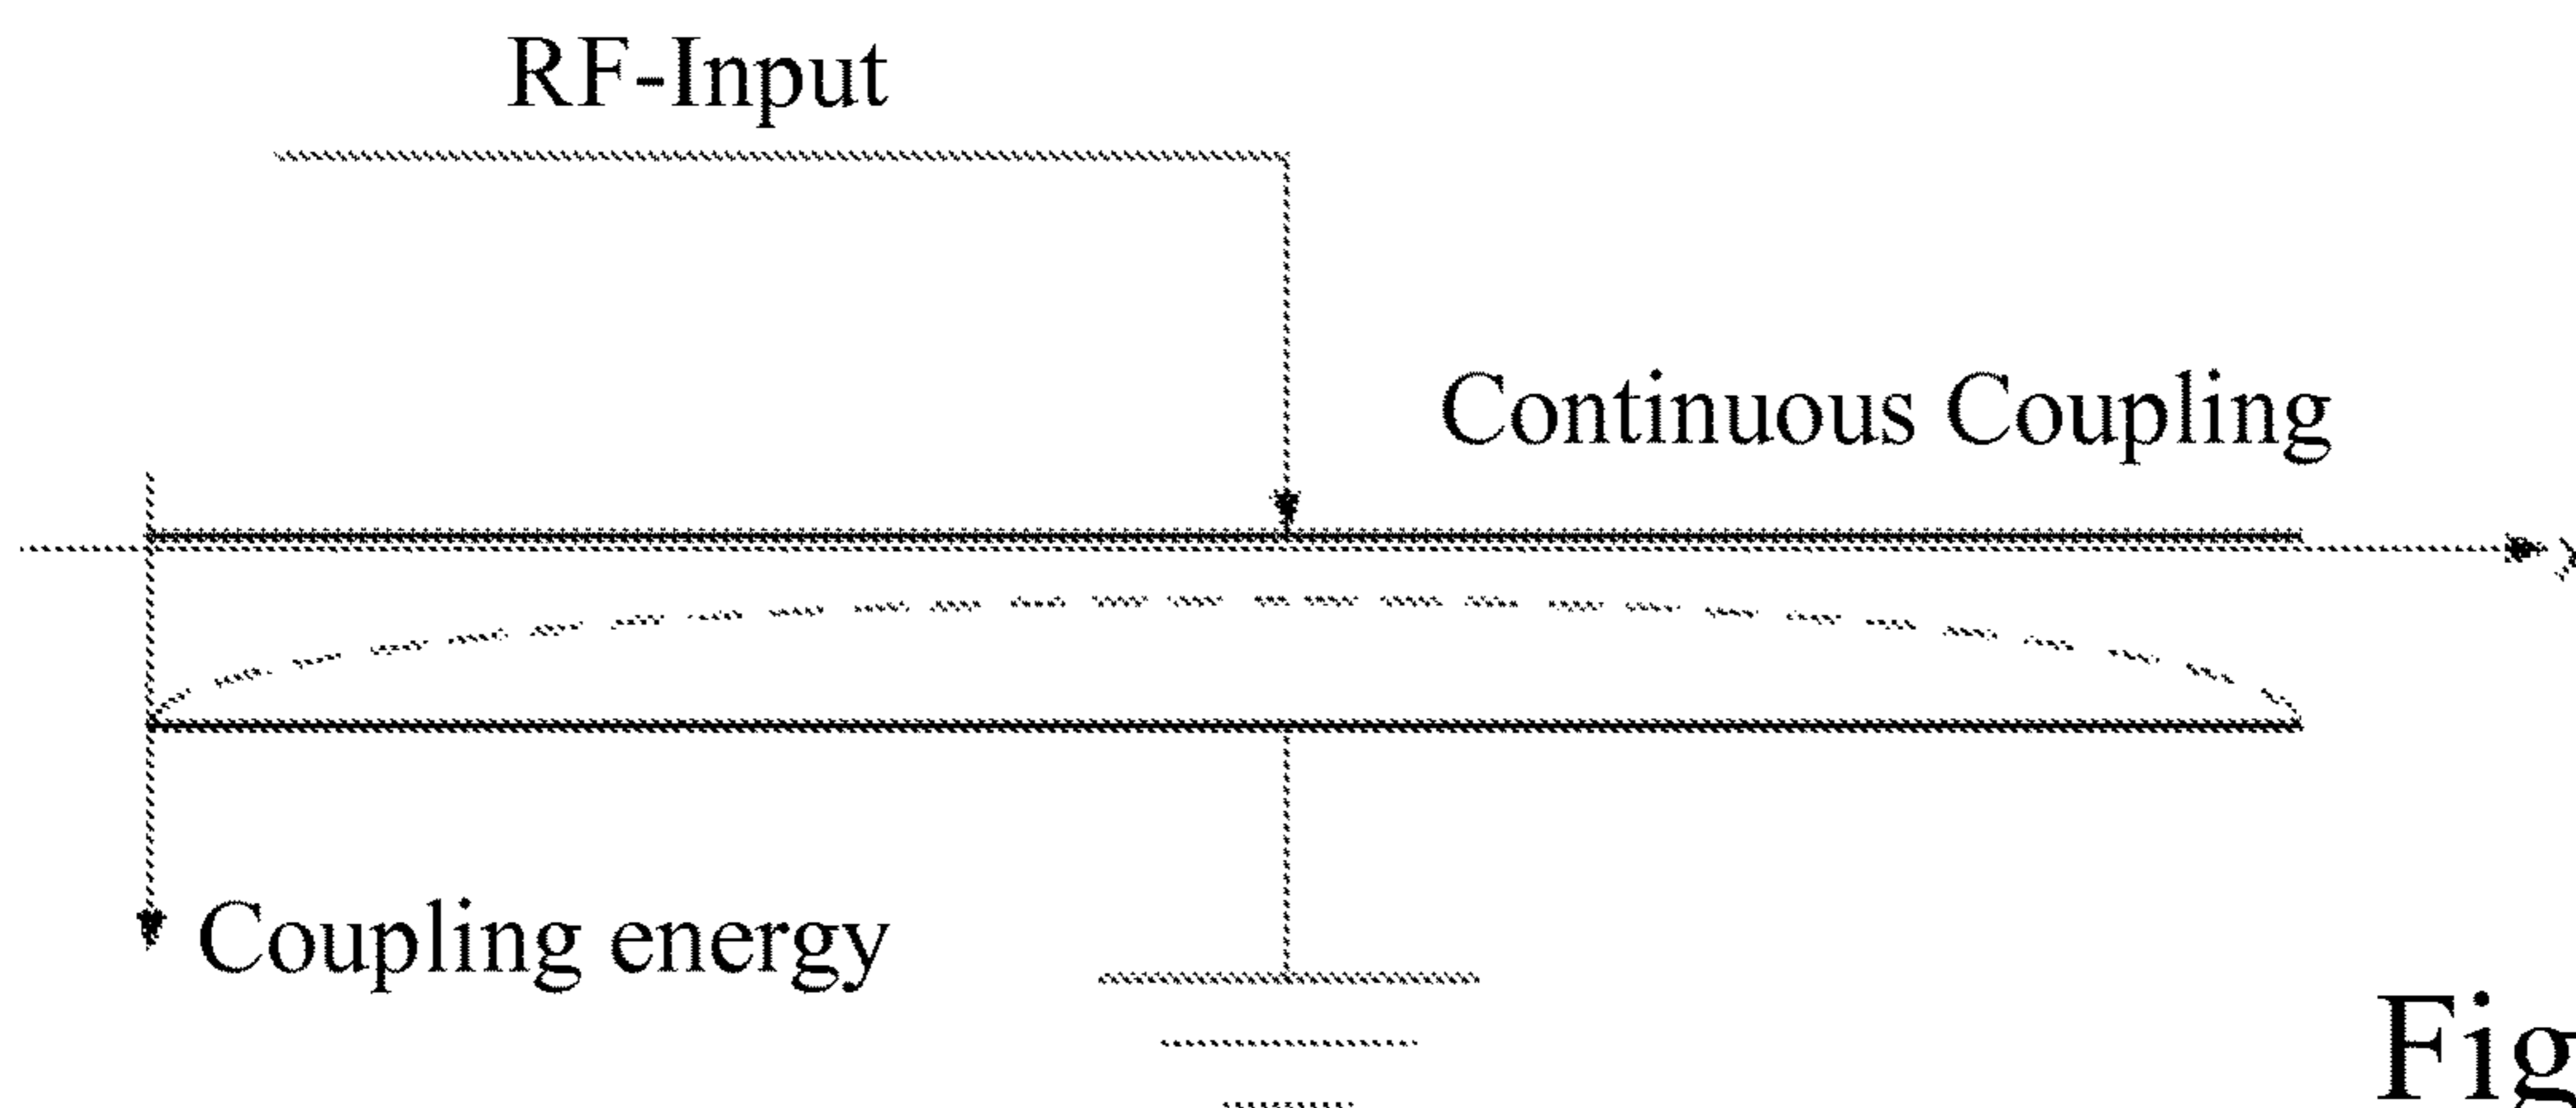 RF-Input
Continuous Coupling
Coupling energy
Fig